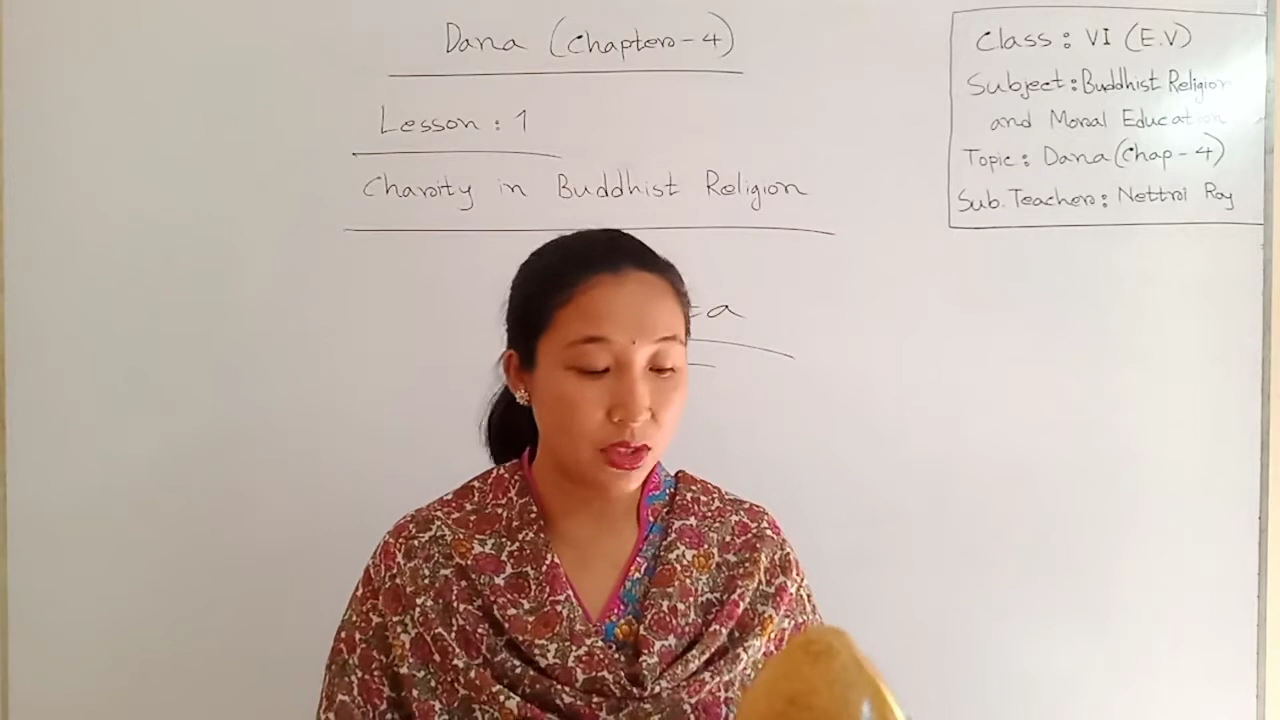 Dana (Chapter-4)
Lesson : 1
Charity in Buddhist Religion
Class : VI (E.V)
Subject : Buddhist Religion
and Moral Education
Topic : Dana (Chap-4)
Sub. Teacher : Nettroi Roy